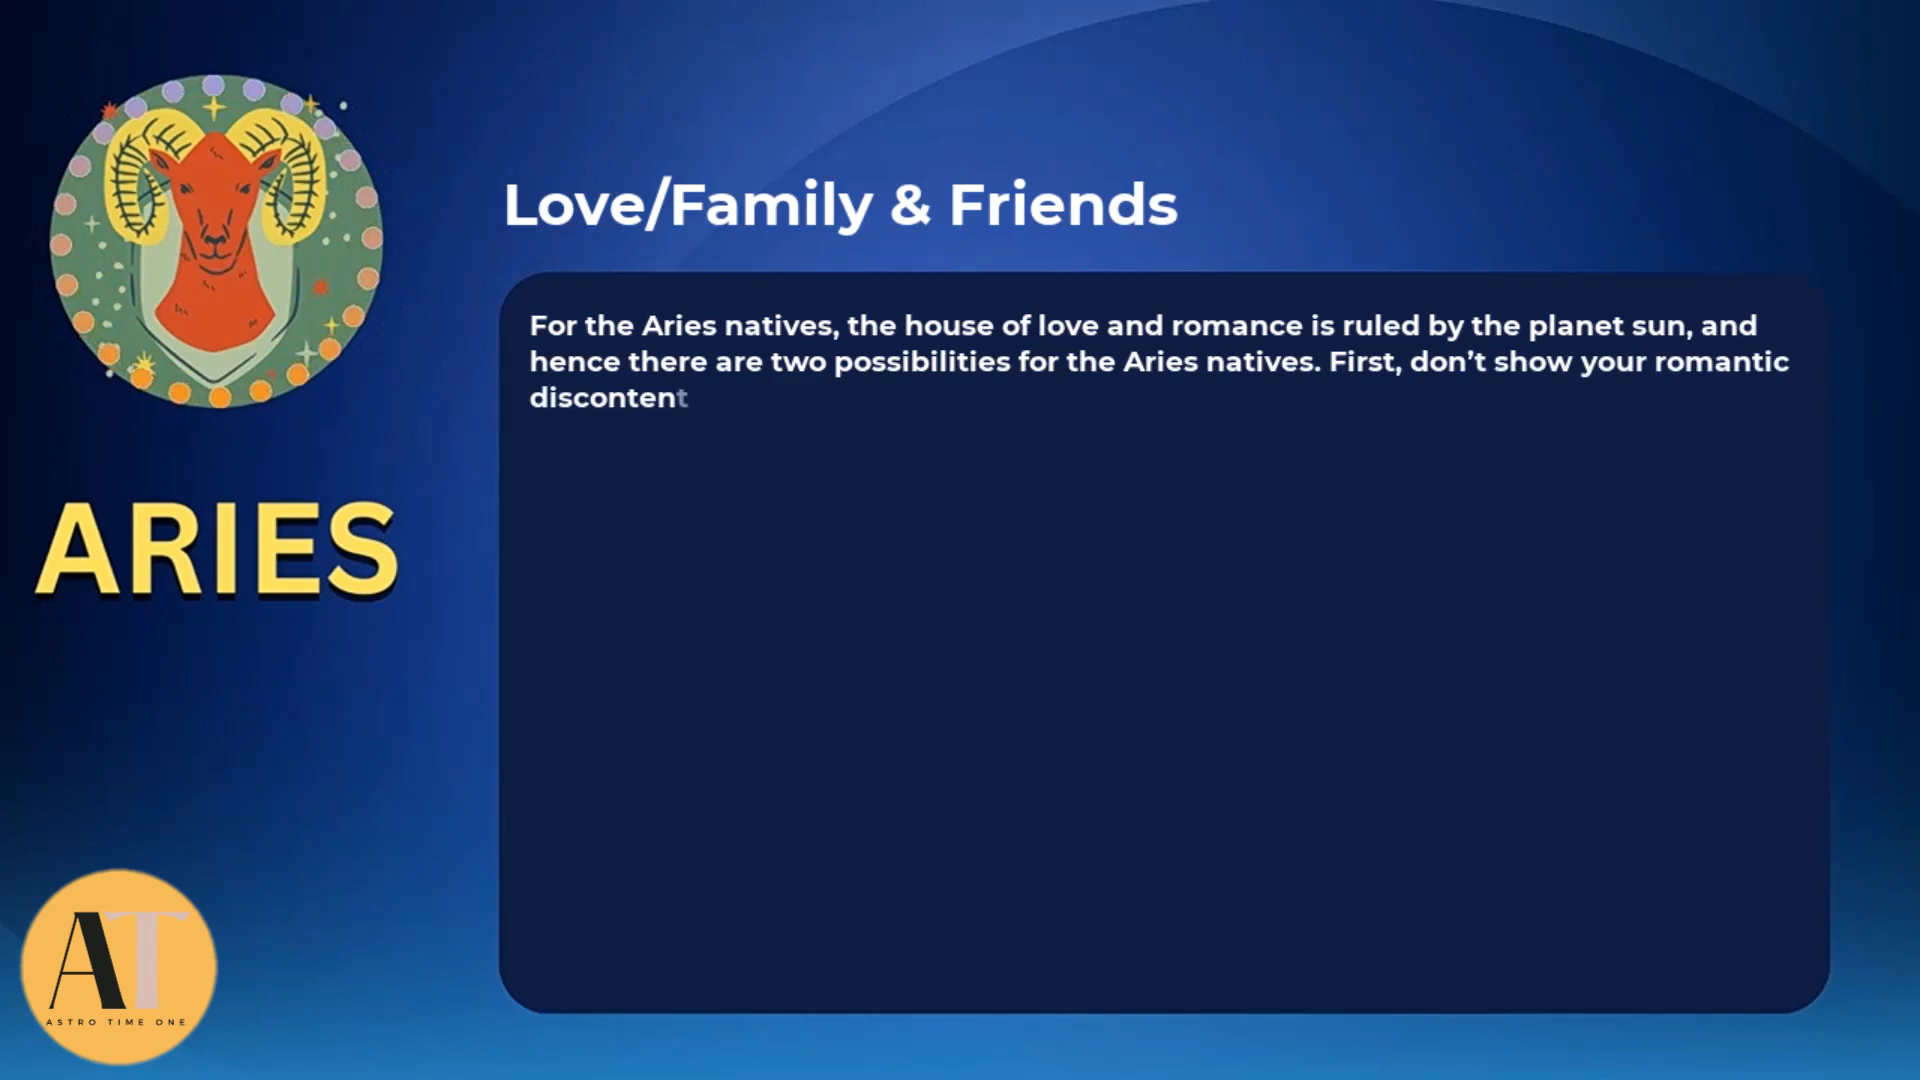 Love/Family & Friends
For the Aries natives, the house of love and romance is ruled by the planet sun, and
hence there are two possibilities for the Aries natives. First, don’t show your romantic
discontent
ARIES
AT
ASTRO TIME ONE